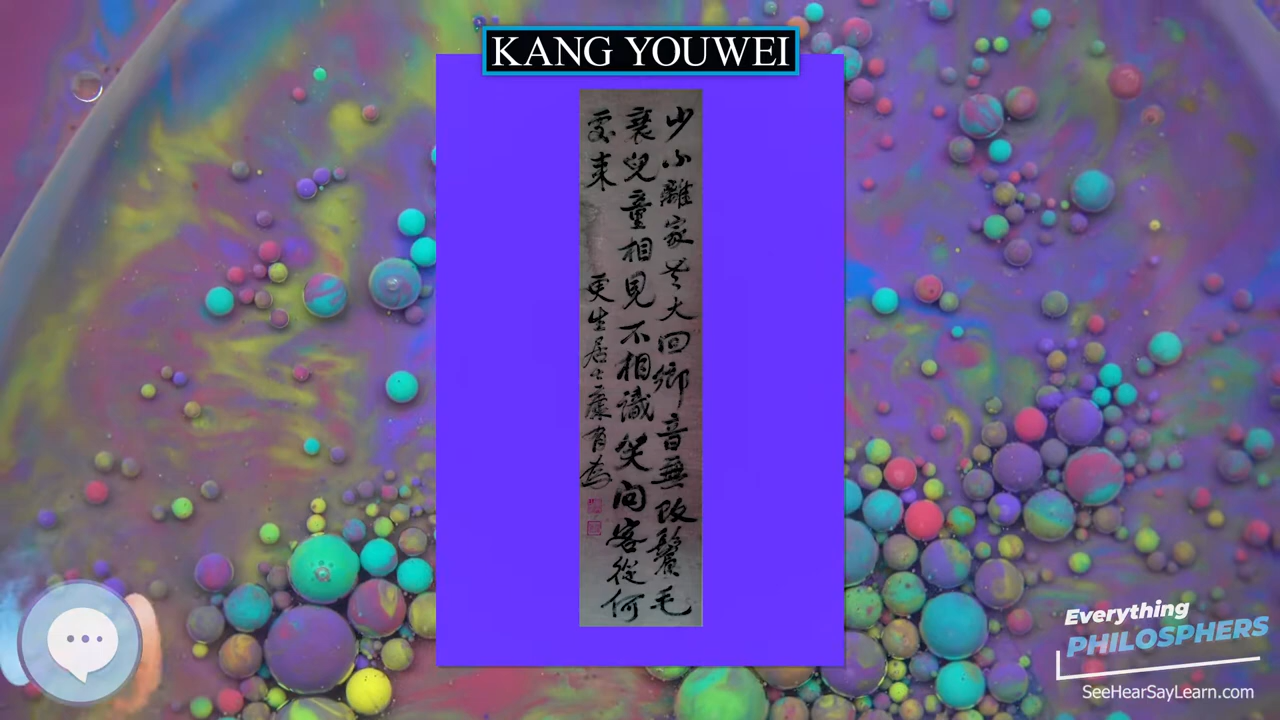 KANG YOUWEI
少小離家老大回鄉音無改鬢毛
衰兒童相見不相識笑問客從何
處來
更生居士康有為
Everything
PHILOSPHERS
SeeHearSayLearn.com